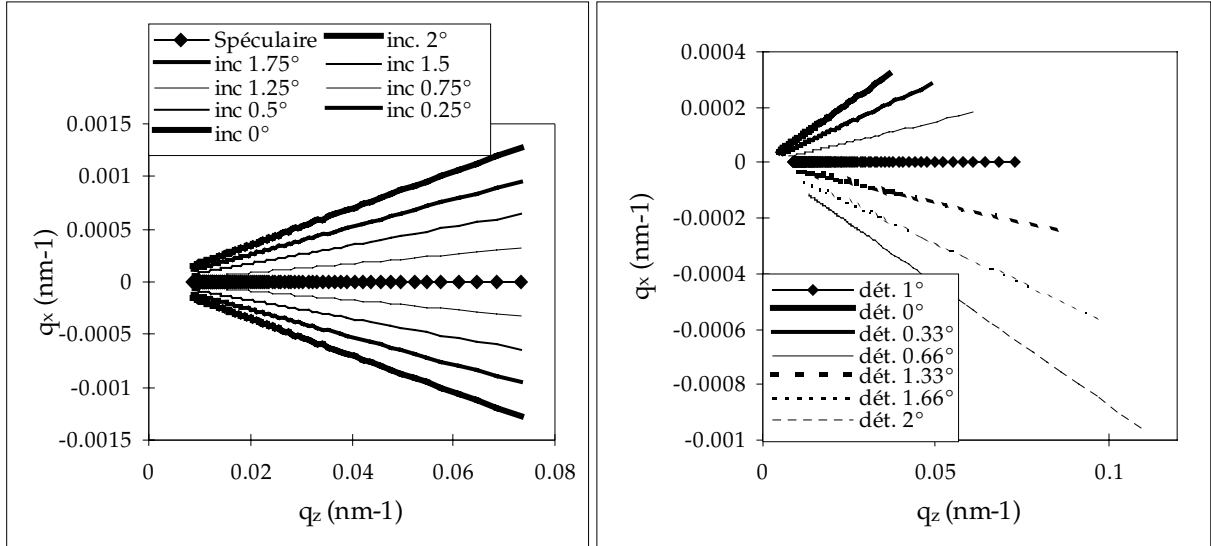 Spéculaire inc. 2°
inc 1.75° inc 1.5
inc 1.25° inc 0.75°
inc 0.5° inc 0.25°
inc 0°
0.0015
0.001
0.0005
0
-0.0005
-0.001
-0.0015
qx (nm-1)
0 0.02 0.04 0.06 0.08
qz (nm-1)
0.0004
0.0002
0
-0.0002
-0.0004
-0.0006
-0.0008
-0.001
qx (nm-1)
dét. 1°
dét. 0°
dét. 0.33°
dét. 0.66°
dét. 1.33°
dét. 1.66°
dét. 2°
0 0.05 0.1
qz (nm-1)